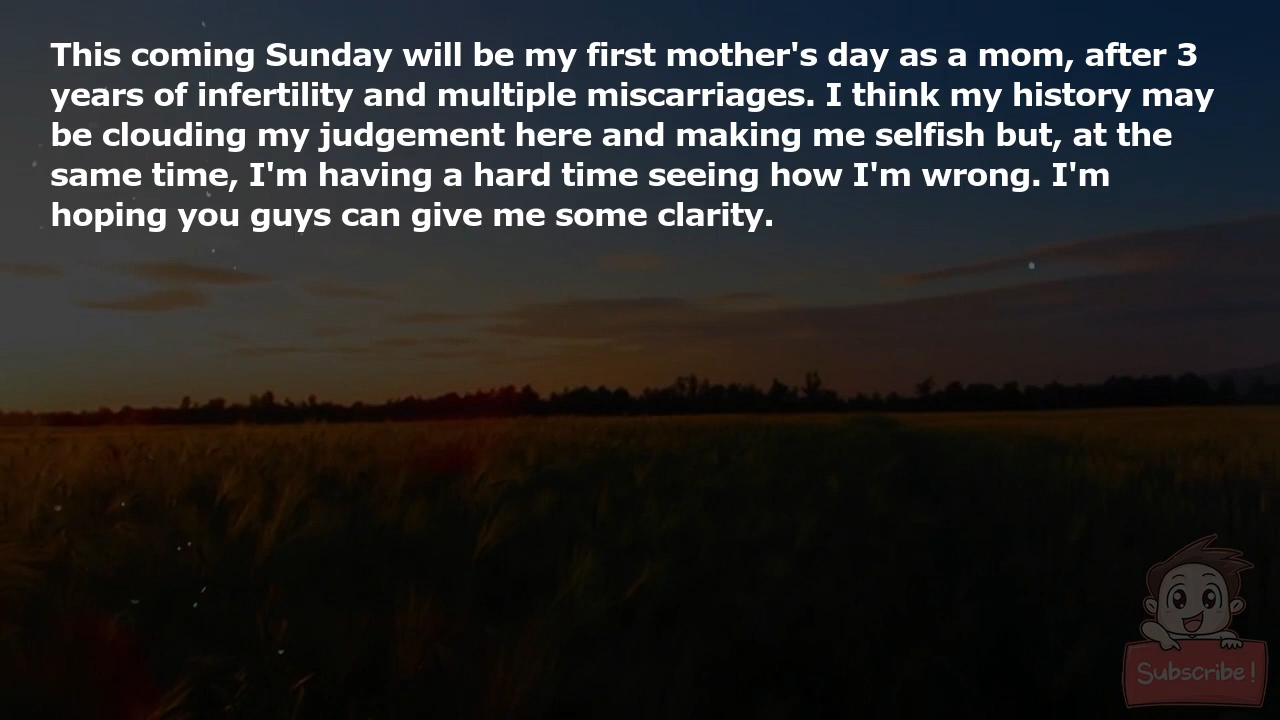 This coming Sunday will be my first mother's day as a mom, after 3
years of infertility and multiple miscarriages. I think my history may
be clouding my judgement here and making me selfish but, at the
same time, I'm having a hard time seeing how I'm wrong. I'm
hoping you guys can give me some clarity.
Subscribe!